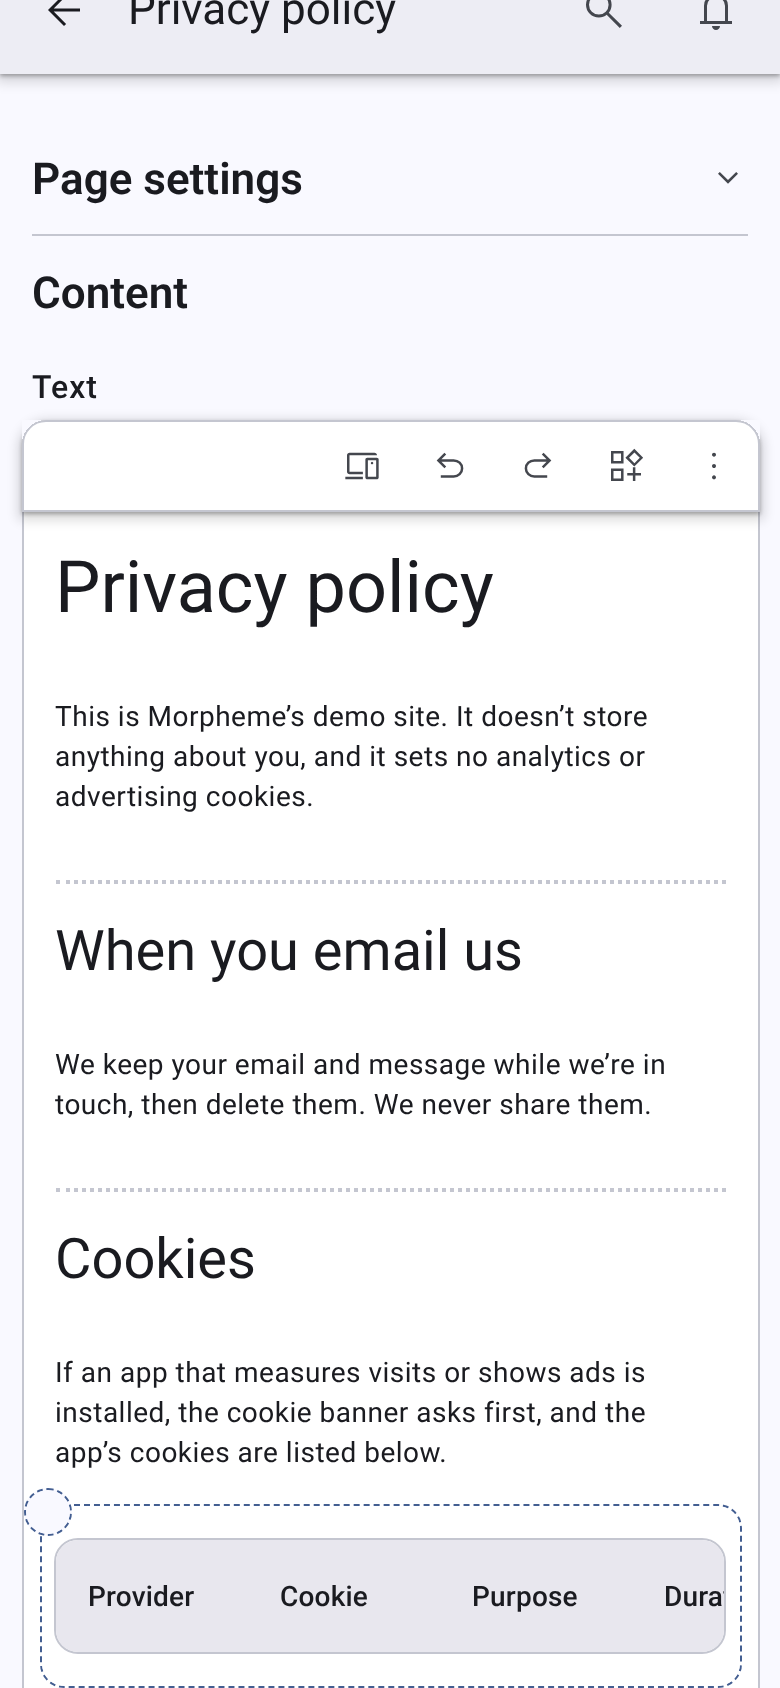 Privacy policy
Page settings
Content
Text
Privacy policy
This is Morpheme’s demo site. It doesn’t store
anything about you, and it sets no analytics or
advertising cookies.
When you email us
We keep your email and message while we’re in
touch, then delete them. We never share them.
Cookies
If an app that measures visits or shows ads is
installed, the cookie banner asks first, and the
app’s cookies are listed below.
Provider Cookie Purpose